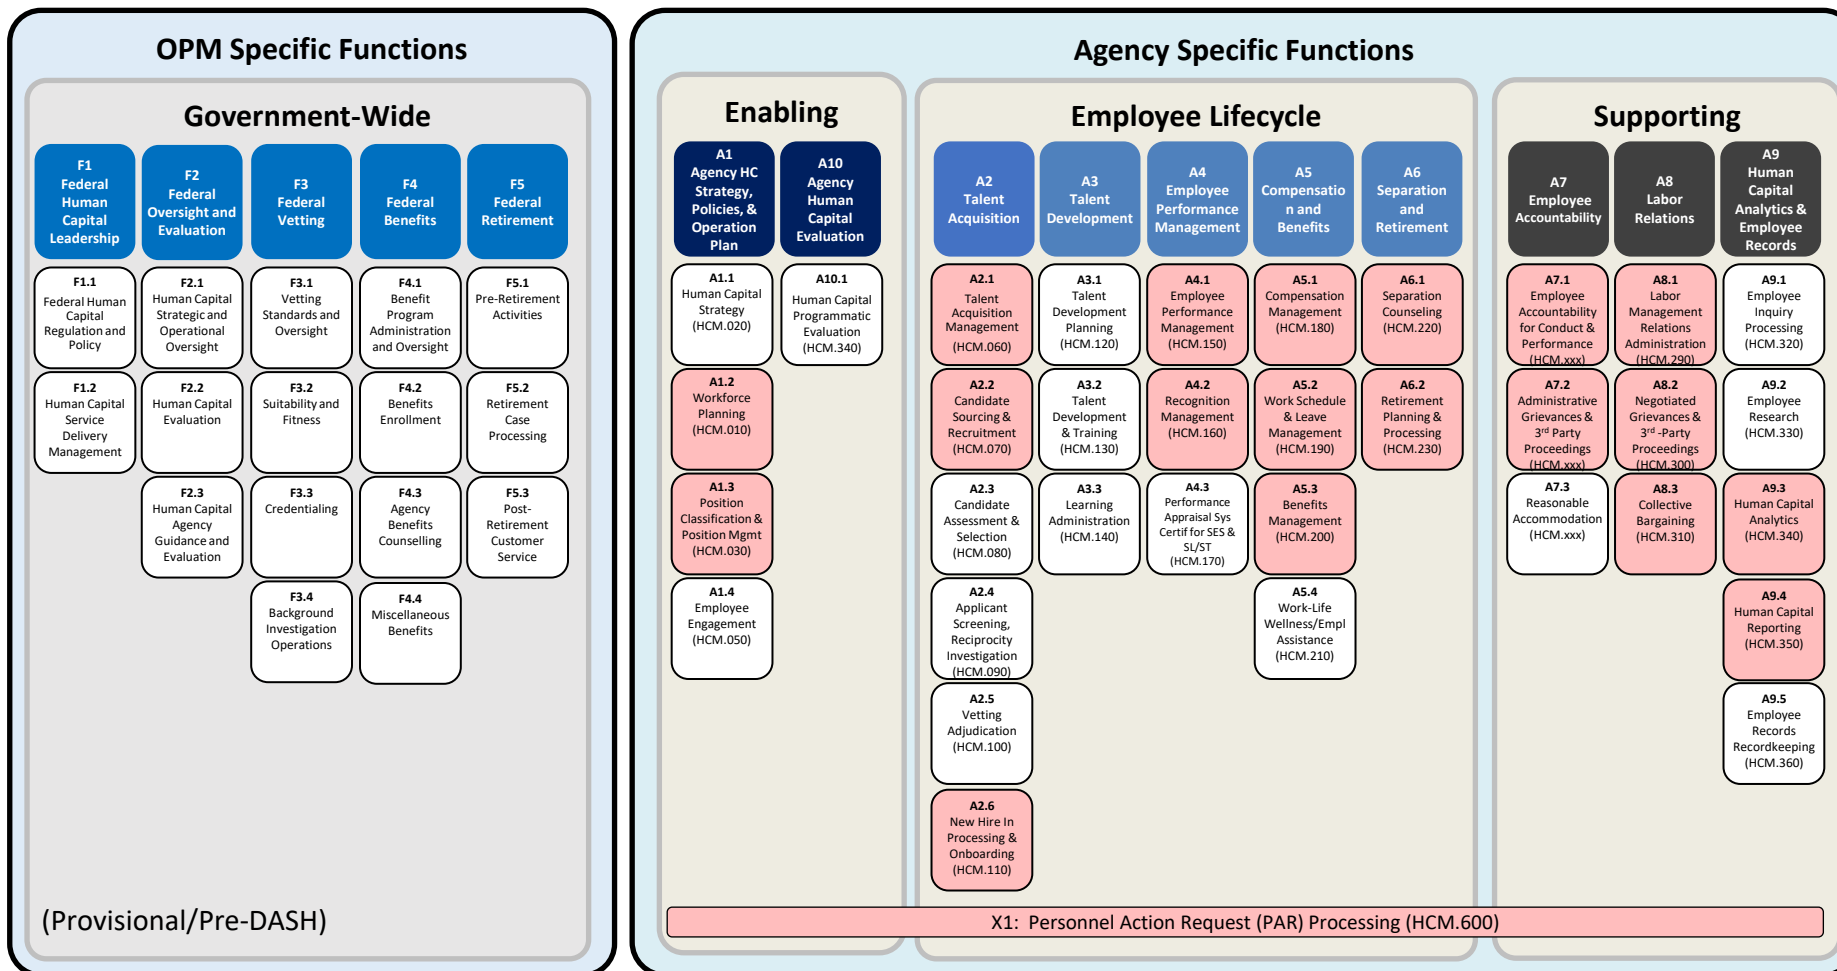 OPM Specific Functions
Government-Wide
F1
Federal
Human
Capital
Leadership
F2
Federal
Oversight and
Evaluation
F3
Federal
Vetting
F4
Federal
Benefits
F5
Federal
Retirement
F1.1
Federal Human
Capital
Regulation and
Policy
F1.2
Human Capital
Service
Delivery
Management
F2.1
Human Capital
Strategic and
Operational
Oversight
F2.2
Human Capital
Evaluation
F2.3
Human Capital
Agency
Guidance and
Evaluation
F3.1
Vetting
Standards and
Oversight
F3.2
Suitability and
Fitness
F3.3
Credentialing
F3.4
Background
Investigation
Operations
F4.1
Benefit
Program
Administration
and Oversight
F4.2
Benefits
Enrollment
F4.3
Agency
Benefits
Counselling
F4.4
Miscellaneous
Benefits
F5.1
Pre-Retirement
Activities
F5.2
Retirement
Case
Processing
F5.3
Post-
Retirement
Customer
Service
(Provisional/Pre-DASH)
Agency Specific Functions
Enabling
A1
Agency HC
Strategy,
Policies, &
Operation
Plan
A10
Agency
Human
Capital
Evaluation
A1.1
Human Capital
Strategy
(HCM.020)
A1.2
Workforce
Planning
(HCM.010)
A1.3
Position
Classification &
Position Mgmt
(HCM.030)
A1.4
Employee
Engagement
(HCM.050)
A10.1
Human Capital
Programmatic
Evaluation
(HCM.340)
Employee Lifecycle
A2
Talent
Acquisition
A3
Talent
Development
A4
Employee
Performance
Management
A5
Compensatio
n and
Benefits
A6
Separation
and
Retirement
A2.1
Talent
Acquisition
Management
(HCM.060)
A2.2
Candidate
Sourcing &
Recruitment
(HCM.070)
A2.3
Candidate
Assessment &
Selection
(HCM.080)
A2.4
Applicant
Screening,
Reciprocity
Investigation
(HCM.090)
A2.5
Vetting
Adjudication
(HCM.100)
A2.6
New Hire In
Processing &
Onboarding
(HCM.110)
A3.1
Talent
Development
Planning
(HCM.120)
A3.2
Talent
Development
& Training
(HCM.130)
A3.3
Learning
Administration
(HCM.140)
A4.1
Employee
Performance
Management
(HCM.150)
A4.2
Recognition
Management
(HCM.160)
A4.3
Performance
Appraisal Sys
Certif for SES &
SL/ST
(HCM.170)
A5.1
Compensation
Management
(HCM.180)
A5.2
Work Schedule
& Leave
Management
(HCM.190)
A5.3
Benefits
Management
(HCM.200)
A5.4
Work-Life
Wellness/Empl
Assistance
(HCM.210)
A6.1
Separation
Counseling
(HCM.220)
A6.2
Retirement
Planning &
Processing
(HCM.230)
Supporting
A7
Employee
Accountability
A8
Labor
Relations
A9
Human
Capital
Analytics &
Employee
Records
A7.1
Employee
Accountability
for Conduct &
Performance
(HCM.xxx)
A7.2
Administrative
Grievances &
3rd Party
Proceedings
(HCM.xxx)
A7.3
Reasonable
Accommodation
(HCM.xxx)
A8.1
Labor
Management
Relations
Administration
(HCM.290)
A8.2
Negotiated
Grievances &
3rd -Party
Proceedings
(HCM.300)
A8.3
Collective
Bargaining
(HCM.310)
A9.1
Employee
Inquiry
Processing
(HCM.320)
A9.2
Employee
Research
(HCM.330)
A9.3
Human Capital
Analytics
(HCM.340)
A9.4
Human Capital
Reporting
(HCM.350)
A9.5
Employee
Records
Recordkeeping
(HCM.360)
X1: Personnel Action Request (PAR) Processing (HCM.600)